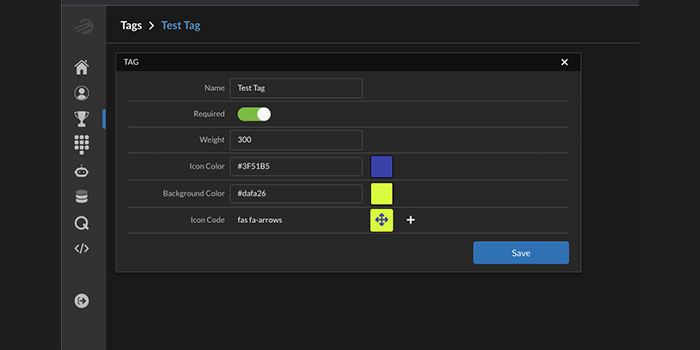 Tags > Test Tag
TAG
Name Test Tag
Required
Weight 300
Icon Color #3F51B5
Background Color #dafa26
Icon Code fas fa-arrows
Save